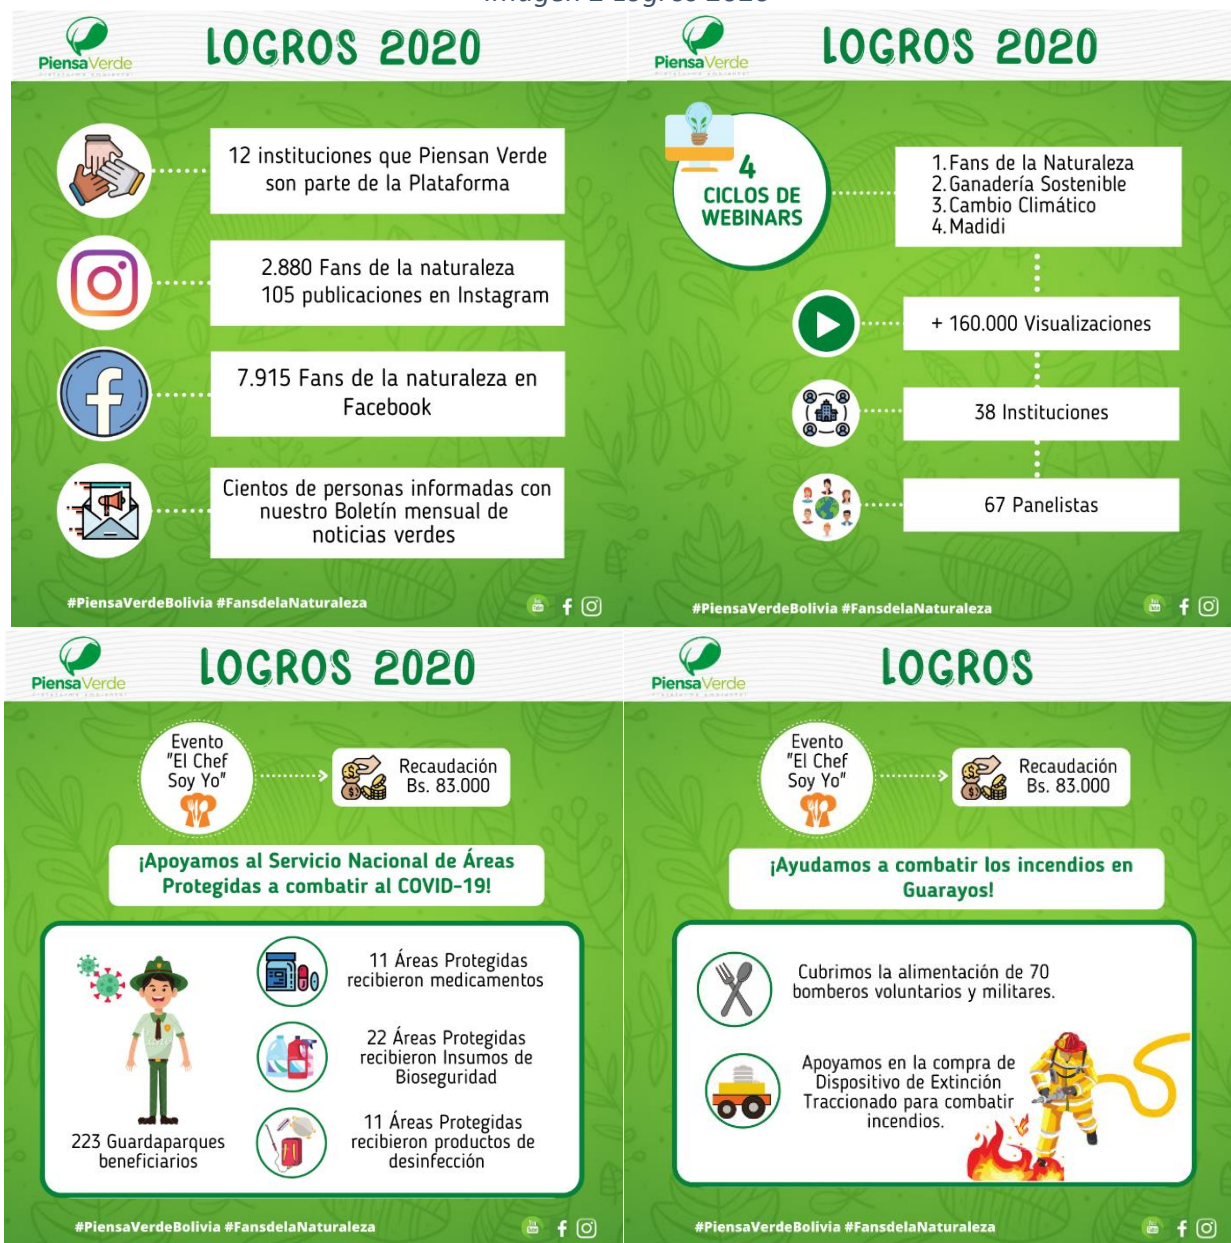 Imagen 2 Logros 2020
PiensaVerde
LOGROS 2020
12 instituciones que Piensan Verde
son parte de la Plataforma
2.880 Fans de la naturaleza
105 publicaciones en Instagram
7.915 Fans de la naturaleza en
Facebook
Cientos de personas informadas con
nuestro Boletín mensual de
noticias verdes
#PiensaVerdeBolivia #FansdelaNaturaleza
PiensaVerde
LOGROS 2020
4
CICLOS DE
WEBINARS
1.Fans de la Naturaleza
2.Ganadería Sostenible
3.Cambio Climático
4.Madidi
+ 160.000 Visualizaciones
38 Instituciones
67 Panelistas
#PiensaVerdeBolivia #FansdelaNaturaleza
PiensaVerde
LOGROS 2020
Evento
"El Chef
Soy Yo"
Recaudación
Bs. 83.000
¡Apoyamos al Servicio Nacional de Áreas
Protegidas a combatir al COVID-19!
223 Guardaparques
beneficiarios
11 Áreas Protegidas
recibieron medicamentos
22 Áreas Protegidas
recibieron Insumos de
Bioseguridad
11 Áreas Protegidas
recibieron productos de
desinfección
#PiensaVerdeBolivia #FansdelaNaturaleza
PiensaVerde
LOGROS
Evento
"El Chef
Soy Yo"
Recaudación
Bs. 83.000
¡Ayudamos a combatir los incendios en
Guarayos!
Cubrimos la alimentación de 70
bomberos voluntarios y militares.
Apoyamos en la compra de
Dispositivo de Extinción
Traccionado para combatir
incendios.
#PiensaVerdeBolivia #FansdelaNaturaleza